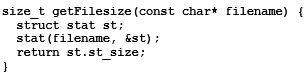 size_t getFilesize(const char* filename) {
  struct stat st;
  stat(filename, &st);
  return st.st_size;
}